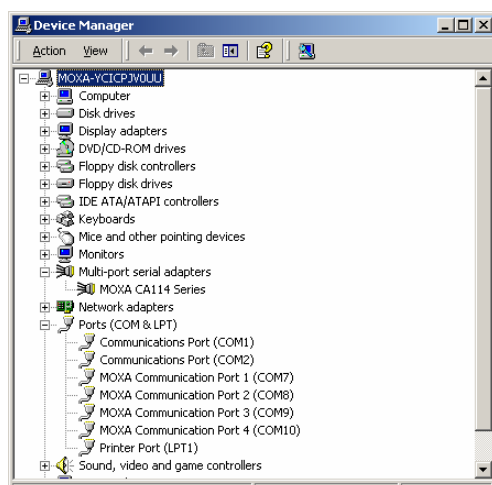 Device Manager
Action View
MOXA-YCICPJV0UU
Computer
Disk drives
Display adapters
DVD/CD-ROM drives
Floppy disk controllers
Floppy disk drives
IDE ATA/ATAPI controllers
Keyboards
Mice and other pointing devices
Monitors
Multi-port serial adapters
MOXA CA114 Series
Network adapters
Ports (COM & LPT)
Communications Port (COM1)
Communications Port (COM2)
MOXA Communication Port 1 (COM7)
MOXA Communication Port 2 (COM8)
MOXA Communication Port 3 (COM9)
MOXA Communication Port 4 (COM10)
Printer Port (LPT1)
Sound, video and game controllers